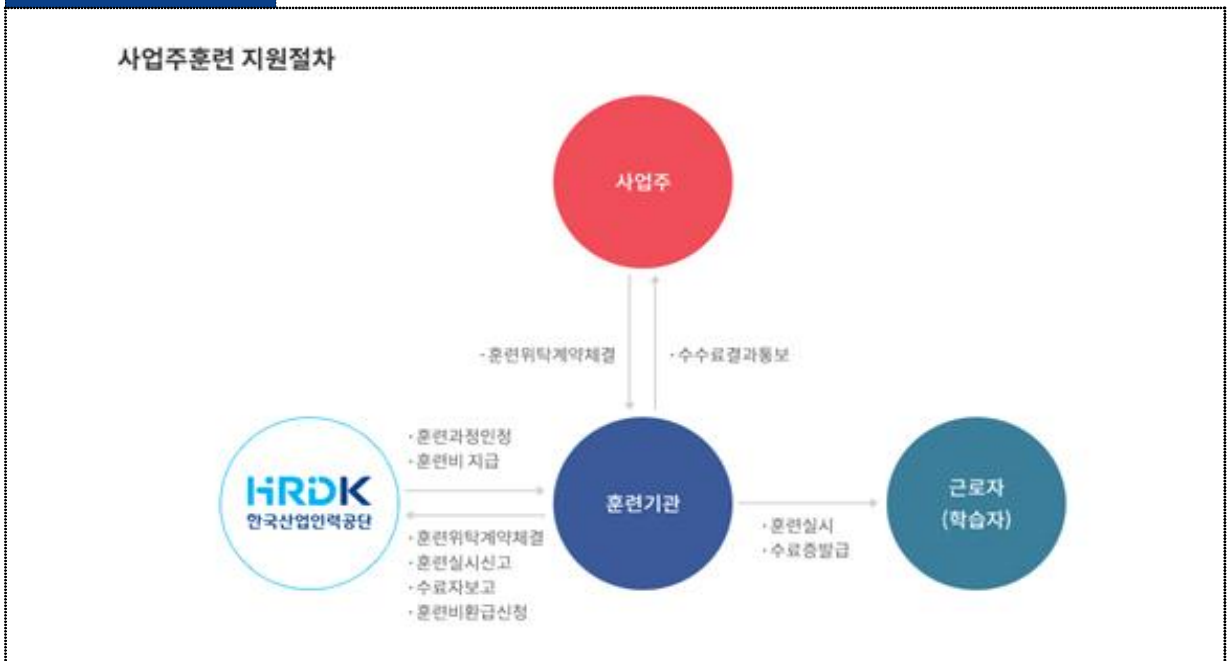 사업주훈련 지원절차
사업주
· 훈련위탁계약체결
· 수수료결과통보
· 훈련과정인정
· 훈련비 지급
HRDK
한국산업인력공단
훈련기관
근로자
(학습자)
· 훈련위탁계약체결
· 훈련실시신고
· 수료자보고
· 훈련비환급신청
· 훈련실시
· 수료증발급